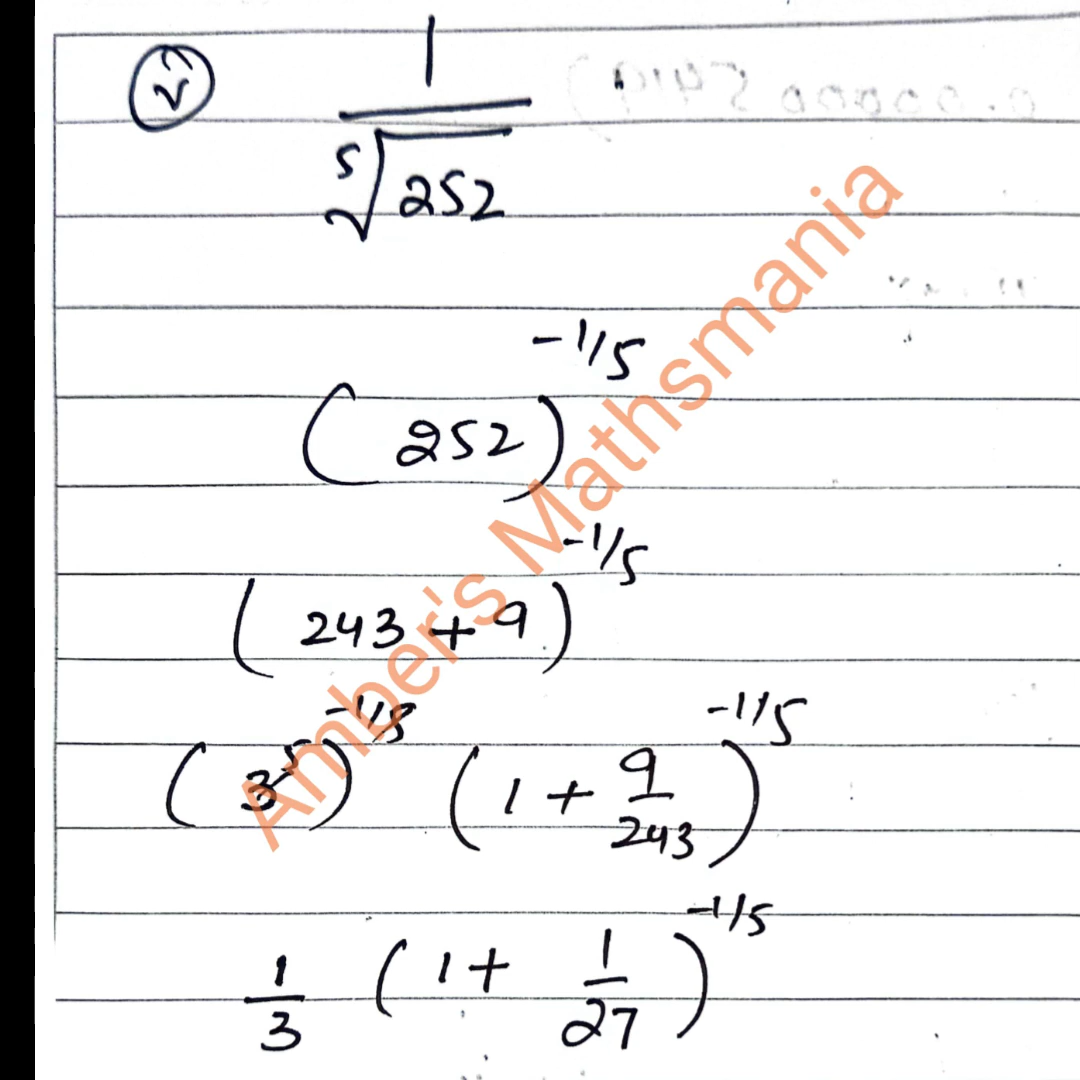 (v) 1/⁵√252
(252)^-1/5
(243 + 9)^-1/5
(3^5)^-1/5 (1 + 9/243)^-1/5
1/3 (1 + 1/27)^-1/5
Amber's Mathsmania